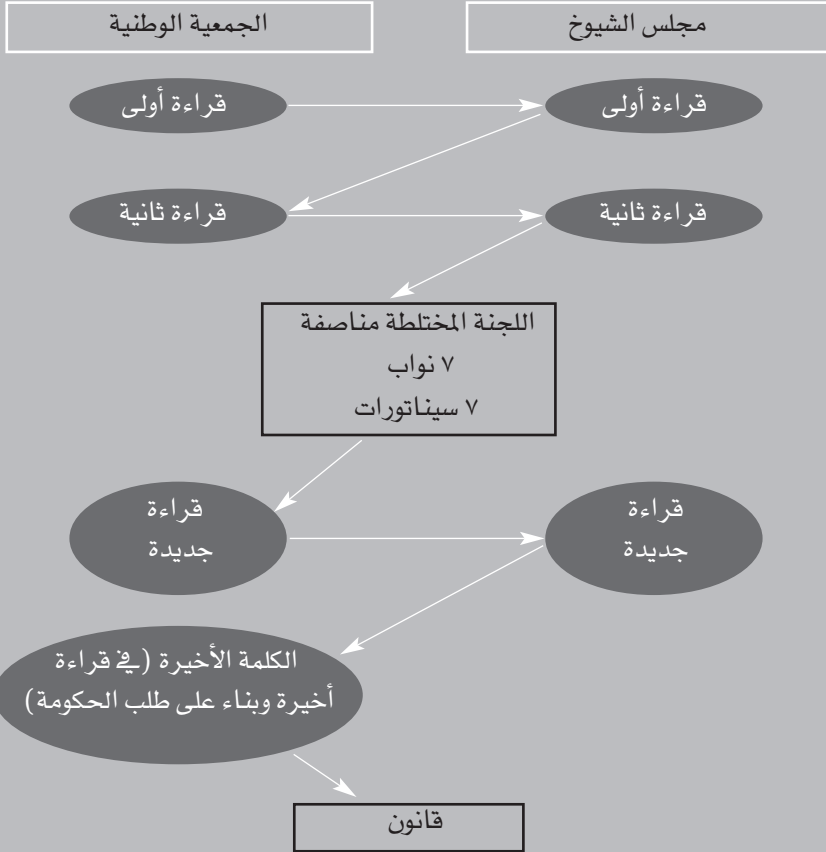 مجلس الشيوخ
الجمعية الوطنية
قراءة أولى
قراءة أولى
قراءة ثانية
قراءة ثانية
اللجنة المختلطة مناصفة
٧ نواب
٧ سيناتورات
قراءة
جديدة
قراءة
جديدة
الكلمة الأخيرة (في قراءة
أخيرة وبناء على طلب الحكومة)
قانون